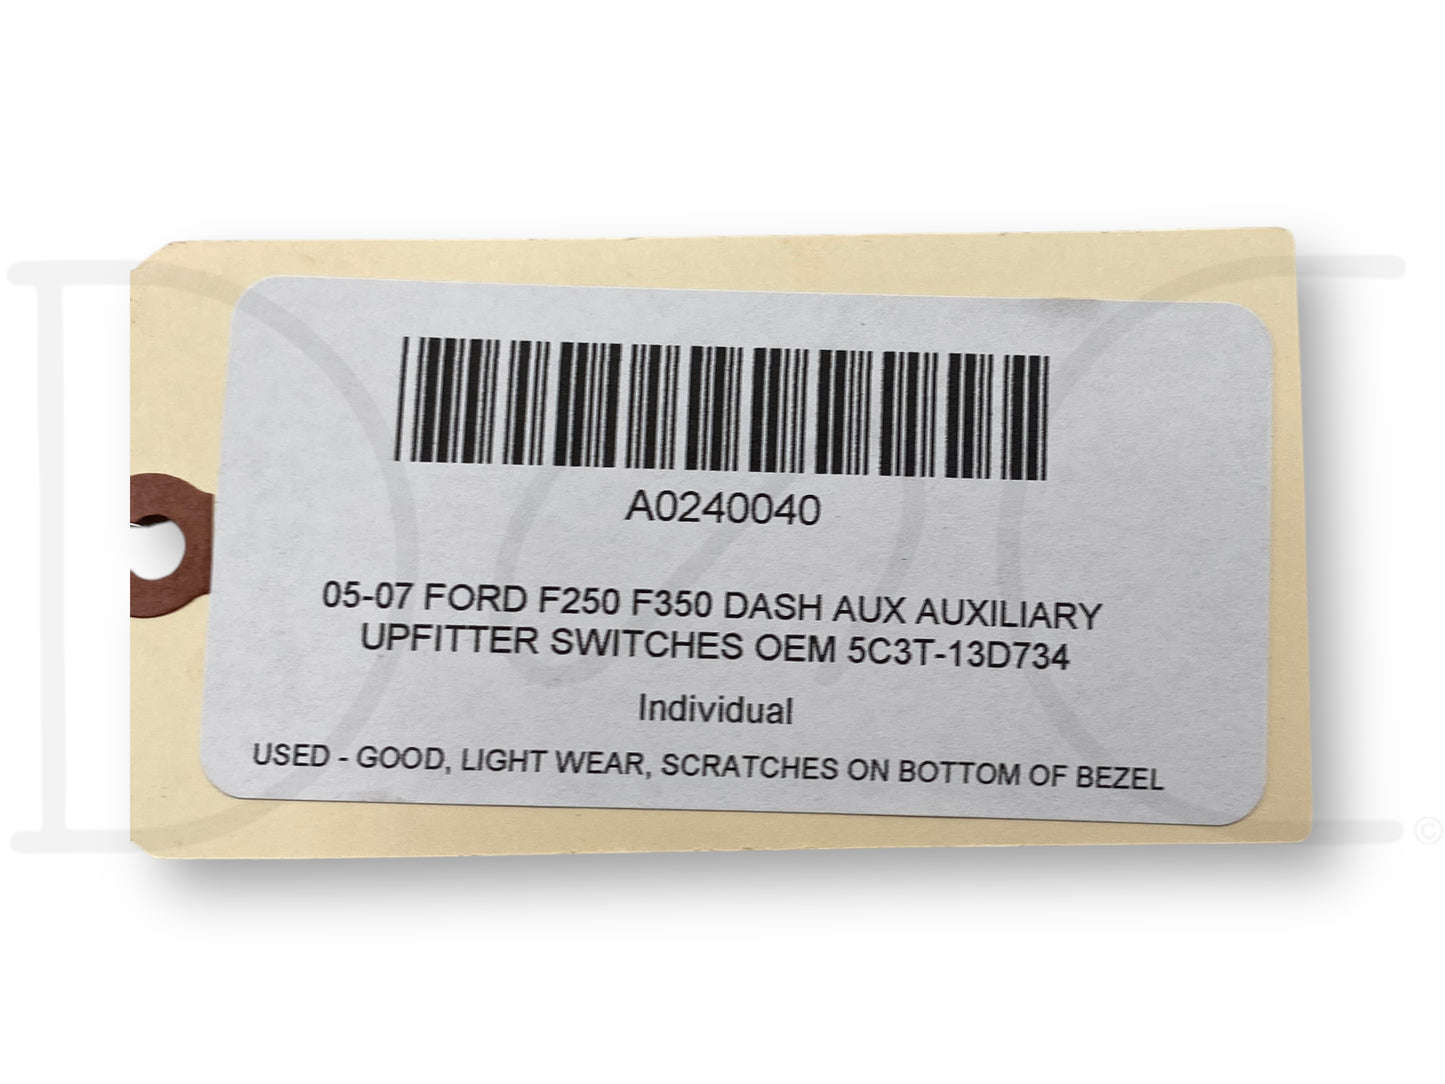 A0240040
05-07 FORD F250 F350 DASH AUX AUXILIARY
UPFITTER SWITCHES OEM 5C3T-13D734
Individual
USED - GOOD, LIGHT WEAR, SCRATCHES ON BOTTOM OF BEZEL
©